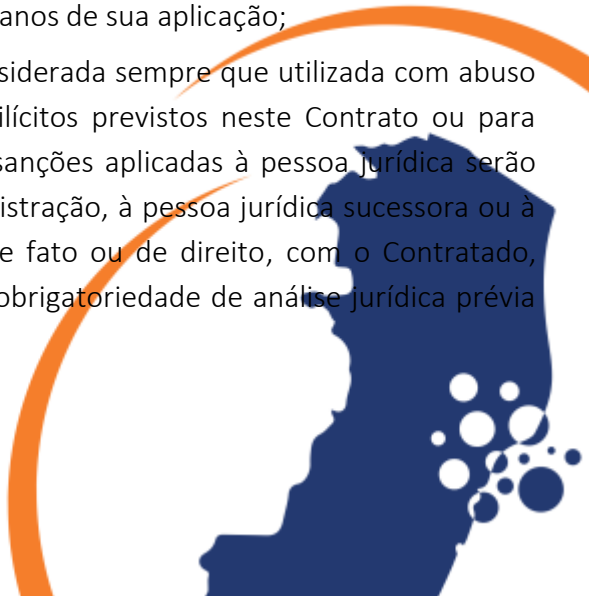 anos de sua aplicação;
siderada sempre que utilizada com abuso
ilícitos previstos neste Contrato ou para
sanções aplicadas à pessoa jurídica serão
istração, à pessoa jurídica sucessora ou à
e fato ou de direito, com o Contratado,
obrigatoriedade de análise jurídica prévia